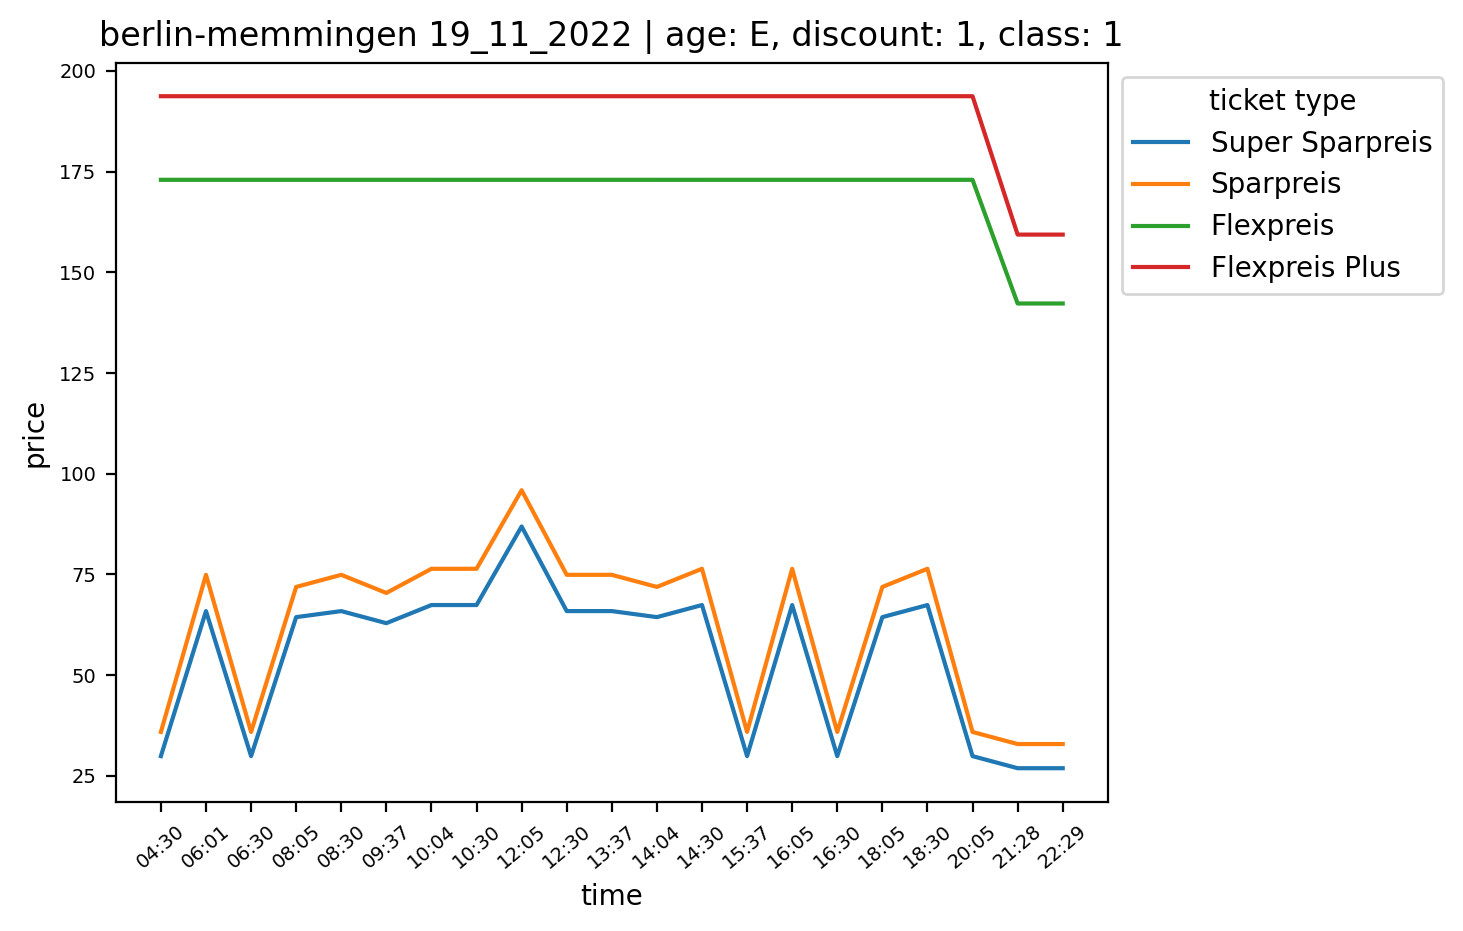 berlin-memmingen 19_11_2022 | age: E, discount: 1, class: 1
200
175
150
125
100
75
50
25
price
04:30 06:01 06:30 08:05 08:30 09:37 10:04 10:30 12:05 12:30 13:37 14:04 14:30 15:37 16:05 16:30 18:05 18:30 20:05 21:28 22:29
time
ticket type
Super Sparpreis
Sparpreis
Flexpreis
Flexpreis Plus